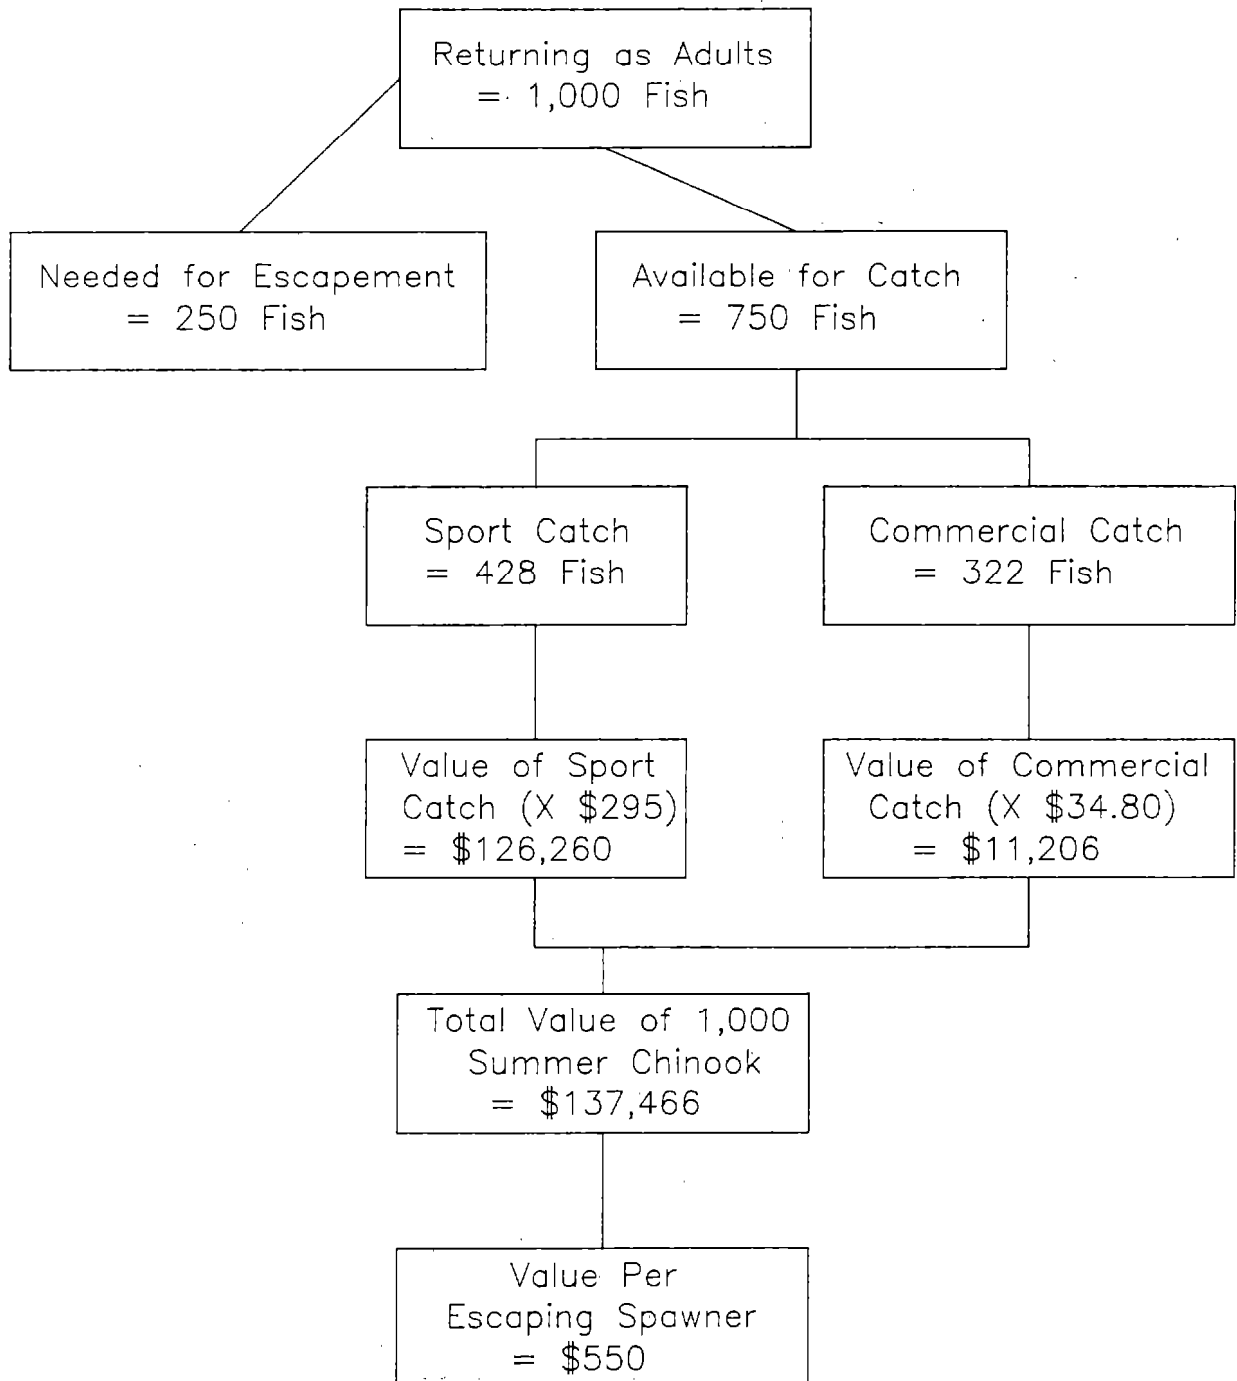 Returning as Adults
= 1,000 Fish
Needed for Escapement
= 250 Fish
Available for Catch
= 750 Fish
Sport Catch
= 428 Fish
Commercial Catch
= 322 Fish
Value of Sport
Catch (X $295)
= $126,260
Value of Commercial
Catch (X $34.80)
= $11,206
Total Value of 1,000
Summer Chinook
= $137,466
Value Per
Escaping Spawner
= $550